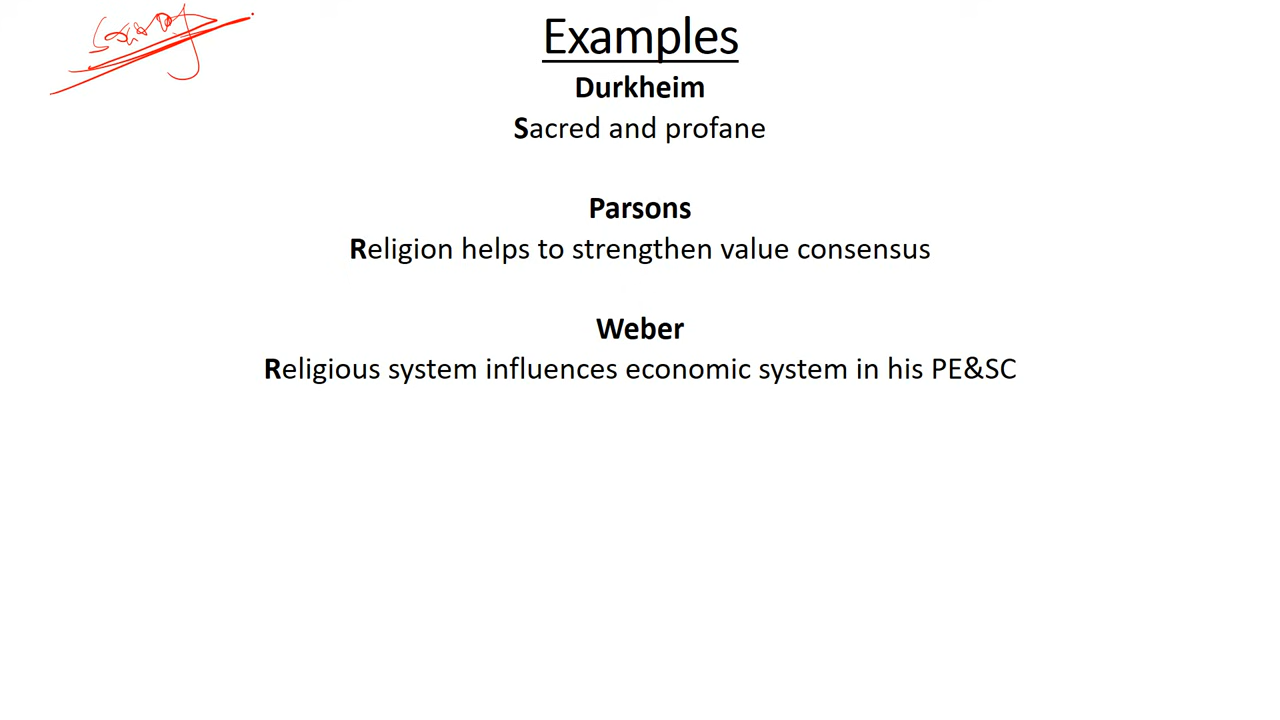 Examples
Durkheim
Sacred and profane
Parsons
Religion helps to strengthen value consensus
Weber
Religious system influences economic system in his PE&SC